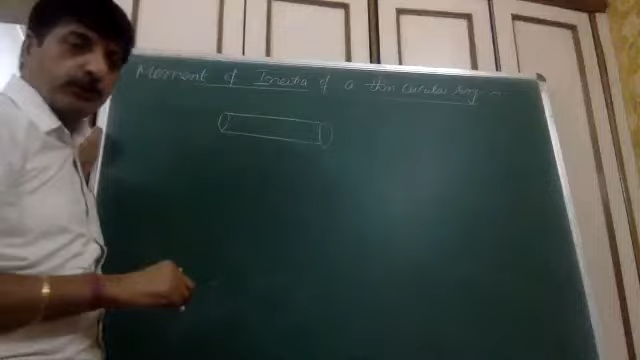 Moment of Inertia of a thin circular ring :-